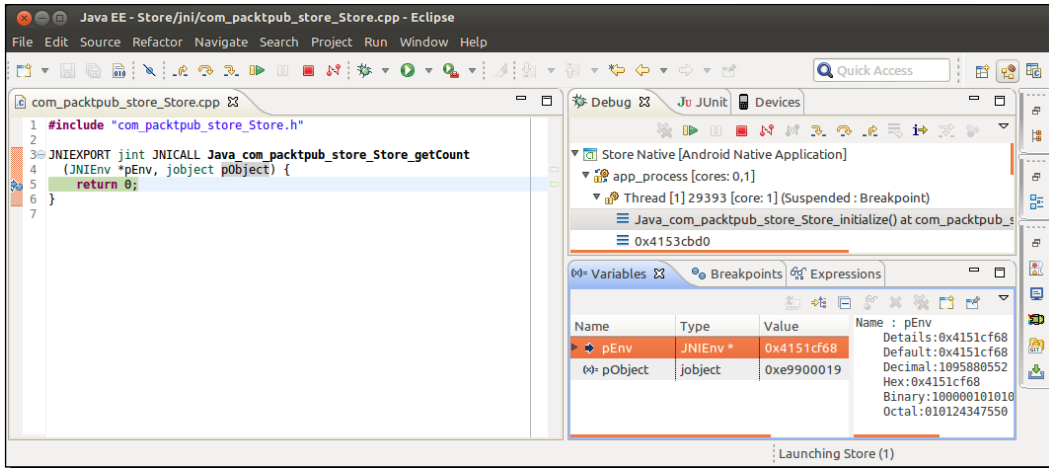 Java EE - Store/jni/com_packtpub_store_Store.cpp - Eclipse
File Edit Source Refactor Navigate Search Project Run Window Help
Quick Access
com_packtpub_store_Store.cpp
1 #include "com_packtpub_store_Store.h"
2
3 JNIEXPORT jint JNICALL Java_com_packtpub_store_Store_getCount
4 (JNIEnv *pEnv, jobject pObject) {
5 return 0;
6 }
7
Debug Ju JUnit Devices
Store Native [Android Native Application]
app_process [cores: 0,1]
Thread [1] 29393 [core: 1] (Suspended : Breakpoint)
Java_com_packtpub_store_Store_initialize() at com_packtpub_s
0x4153cbd0
(x)= Variables Breakpoints Expressions
Name Type Value
pEnv JNIEnv * 0x4151cf68
(x)= pObject jobject 0xe9900019
Name : pEnv
Details:0x4151cf68
Default:0x4151cf68
Decimal:1095880552
Hex:0x4151cf68
Binary:100000101010
Octal:010124347550
Launching Store (1)